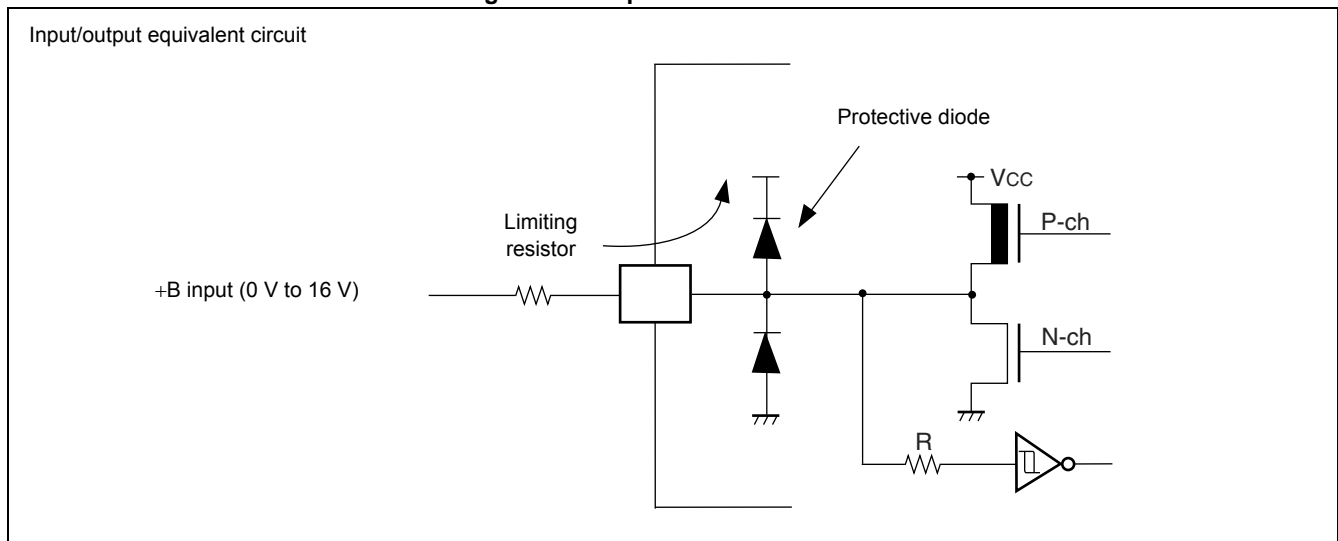 Input/output equivalent circuit
Protective diode
VCC
P-ch
Limiting
resistor
+B input (0 V to 16 V)
N-ch
R